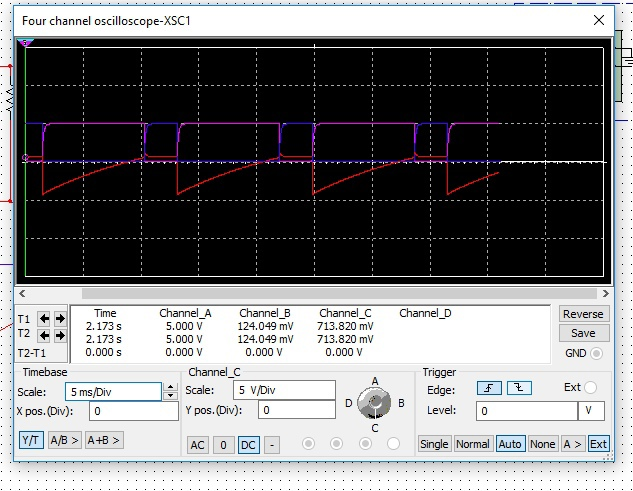 Four channel oscilloscope-XSC1
Time Channel_A Channel_B Channel_C Channel_D
T1 2.173 s 5.000 V 124.049 mV 713.820 mV
T2 2.173 s 5.000 V 124.049 mV 713.820 mV
T2-T1 0.000 s 0.000 V 0.000 V 0.000 V
Reverse
Save
GND
Timebase
Scale: 5 ms/Div
X pos.(Div): 0
Y/T A/B > A+B >
Channel_C
Scale: 5 V/Div
Y pos.(Div): 0
AC 0 DC -
A
D B
C
Trigger
Edge: Ext
Level: 0 V
Single Normal Auto None A > Ext